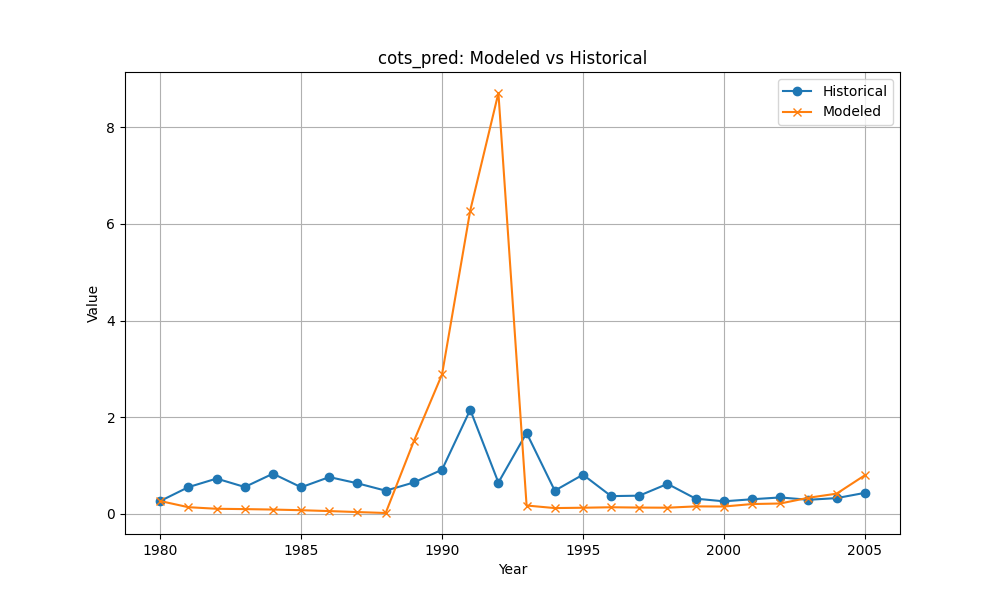 cots_pred: Modeled vs Historical
Historical
Modeled
Value
8
6
4
2
0
1980
1985
1990
1995
2000
2005
Year